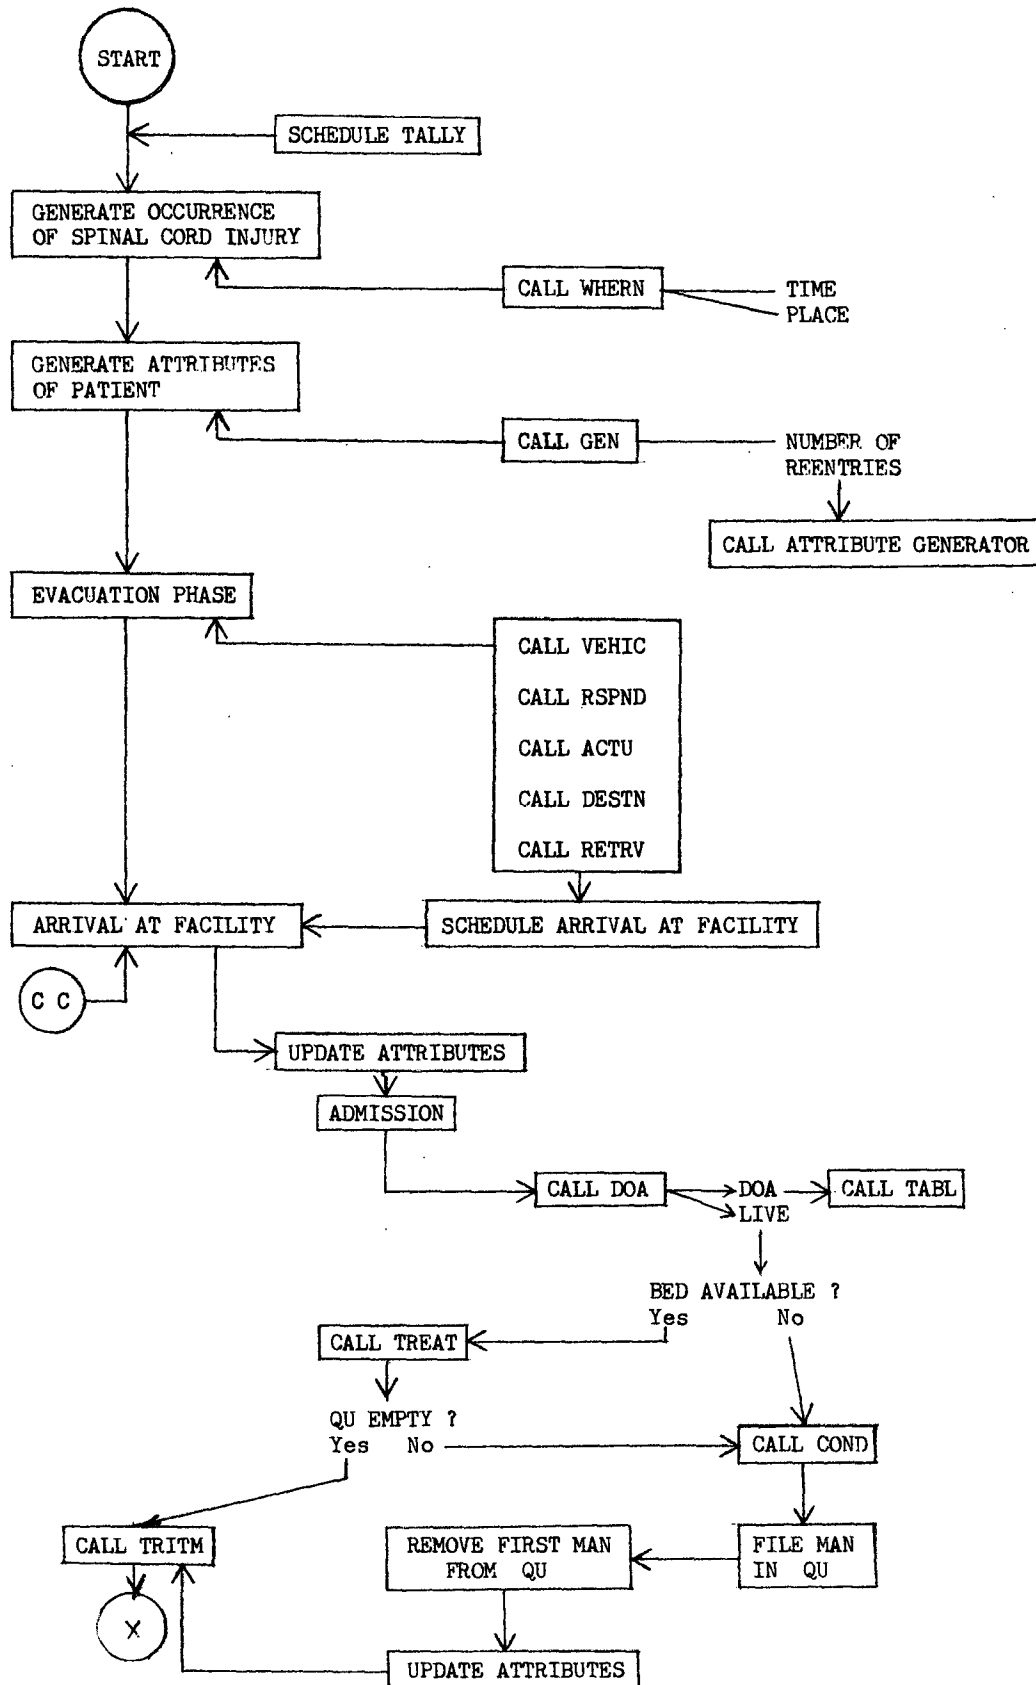 START
SCHEDULE TALLY
GENERATE OCCURRENCE
OF SPINAL CORD INJURY
CALL WHERN
TIME
PLACE
GENERATE ATTRIBUTES
OF PATIENT
CALL GEN
NUMBER OF
REENTRIES
CALL ATTRIBUTE GENERATOR
EVACUATION PHASE
CALL VEHIC
CALL RSPND
CALL ACTU
CALL DESTN
CALL RETRV
ARRIVAL AT FACILITY
SCHEDULE ARRIVAL AT FACILITY
C C
UPDATE ATTRIBUTES
ADMISSION
CALL DOA
DOA
LIVE
CALL TABL
BED AVAILABLE ?
Yes No
CALL TREAT
QU EMPTY ?
Yes No
CALL COND
CALL TRITM
REMOVE FIRST MAN
FROM QU
FILE MAN
IN QU
X
UPDATE ATTRIBUTES